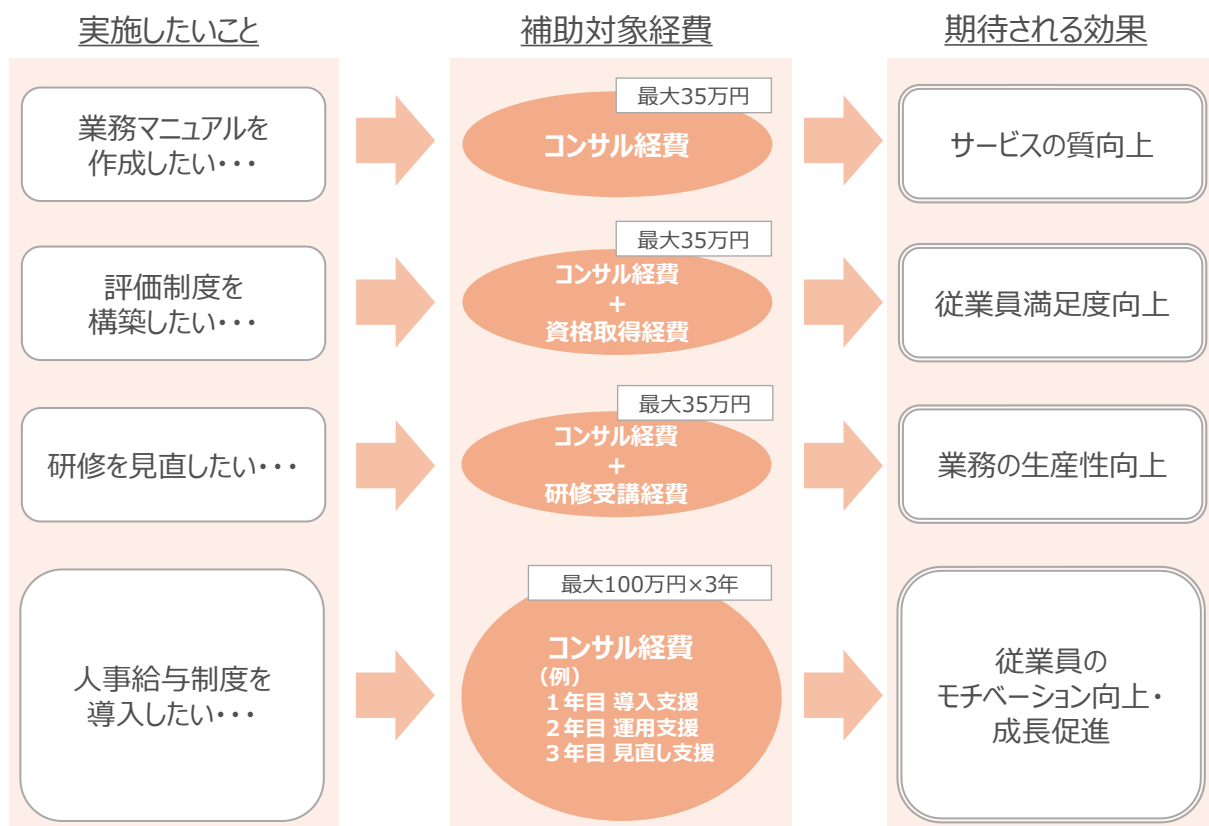 実施したいこと
補助対象経費
期待される効果
業務マニュアルを
作成したい・・・
最大35万円
コンサル経費
サービスの質向上
評価制度を
構築したい・・・
最大35万円
コンサル経費
+
資格取得経費
従業員満足度向上
研修を見直したい・・・
最大35万円
コンサル経費
+
研修受講経費
業務の生産性向上
人事給与制度を
導入したい・・・
最大100万円×3年
コンサル経費
(例)
1年目 導入支援
2年目 運用支援
3年目 見直し支援
従業員の
モチベーション向上・
成長促進